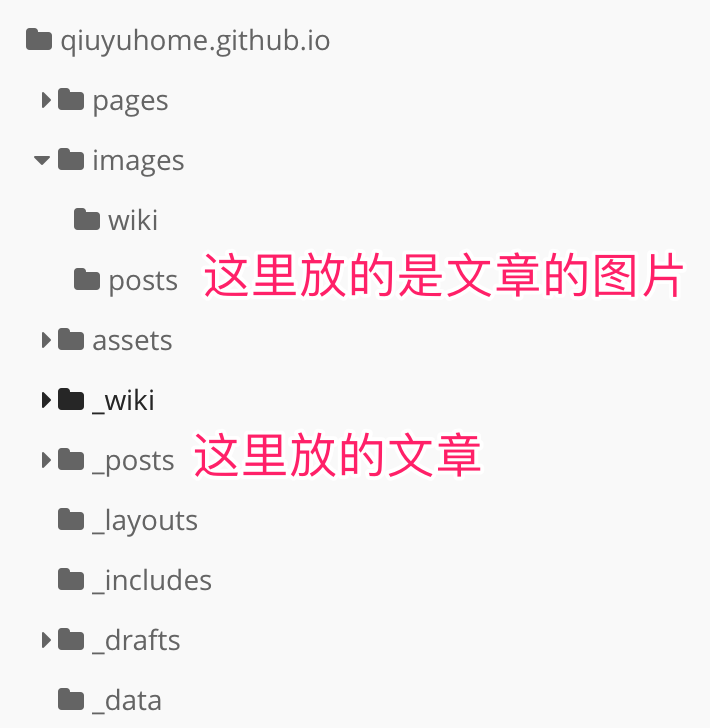 qiuyuhome.github.io
pages
images
wiki
posts 这里放的是文章的图片
assets
_wiki
_posts 这里放的文章
_layouts
_includes
_drafts
_data